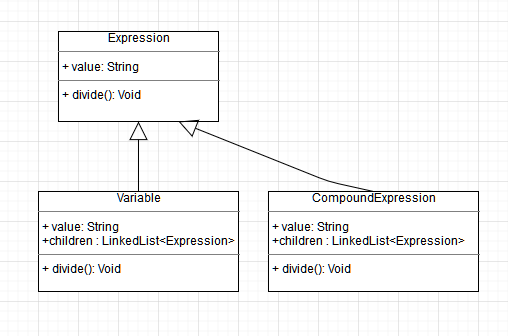 Expression
+ value: String
+ divide(): Void
Variable
+ value: String
+children : LinkedList<Expression>
+ divide(): Void
CompoundExpression
+ value: String
+children : LinkedList<Expression>
+ divide(): Void